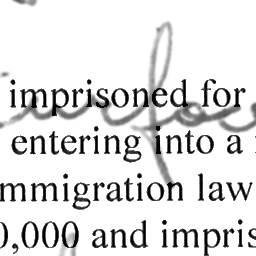 imprisoned for
entering into a
mmigration law
0,000 and impris